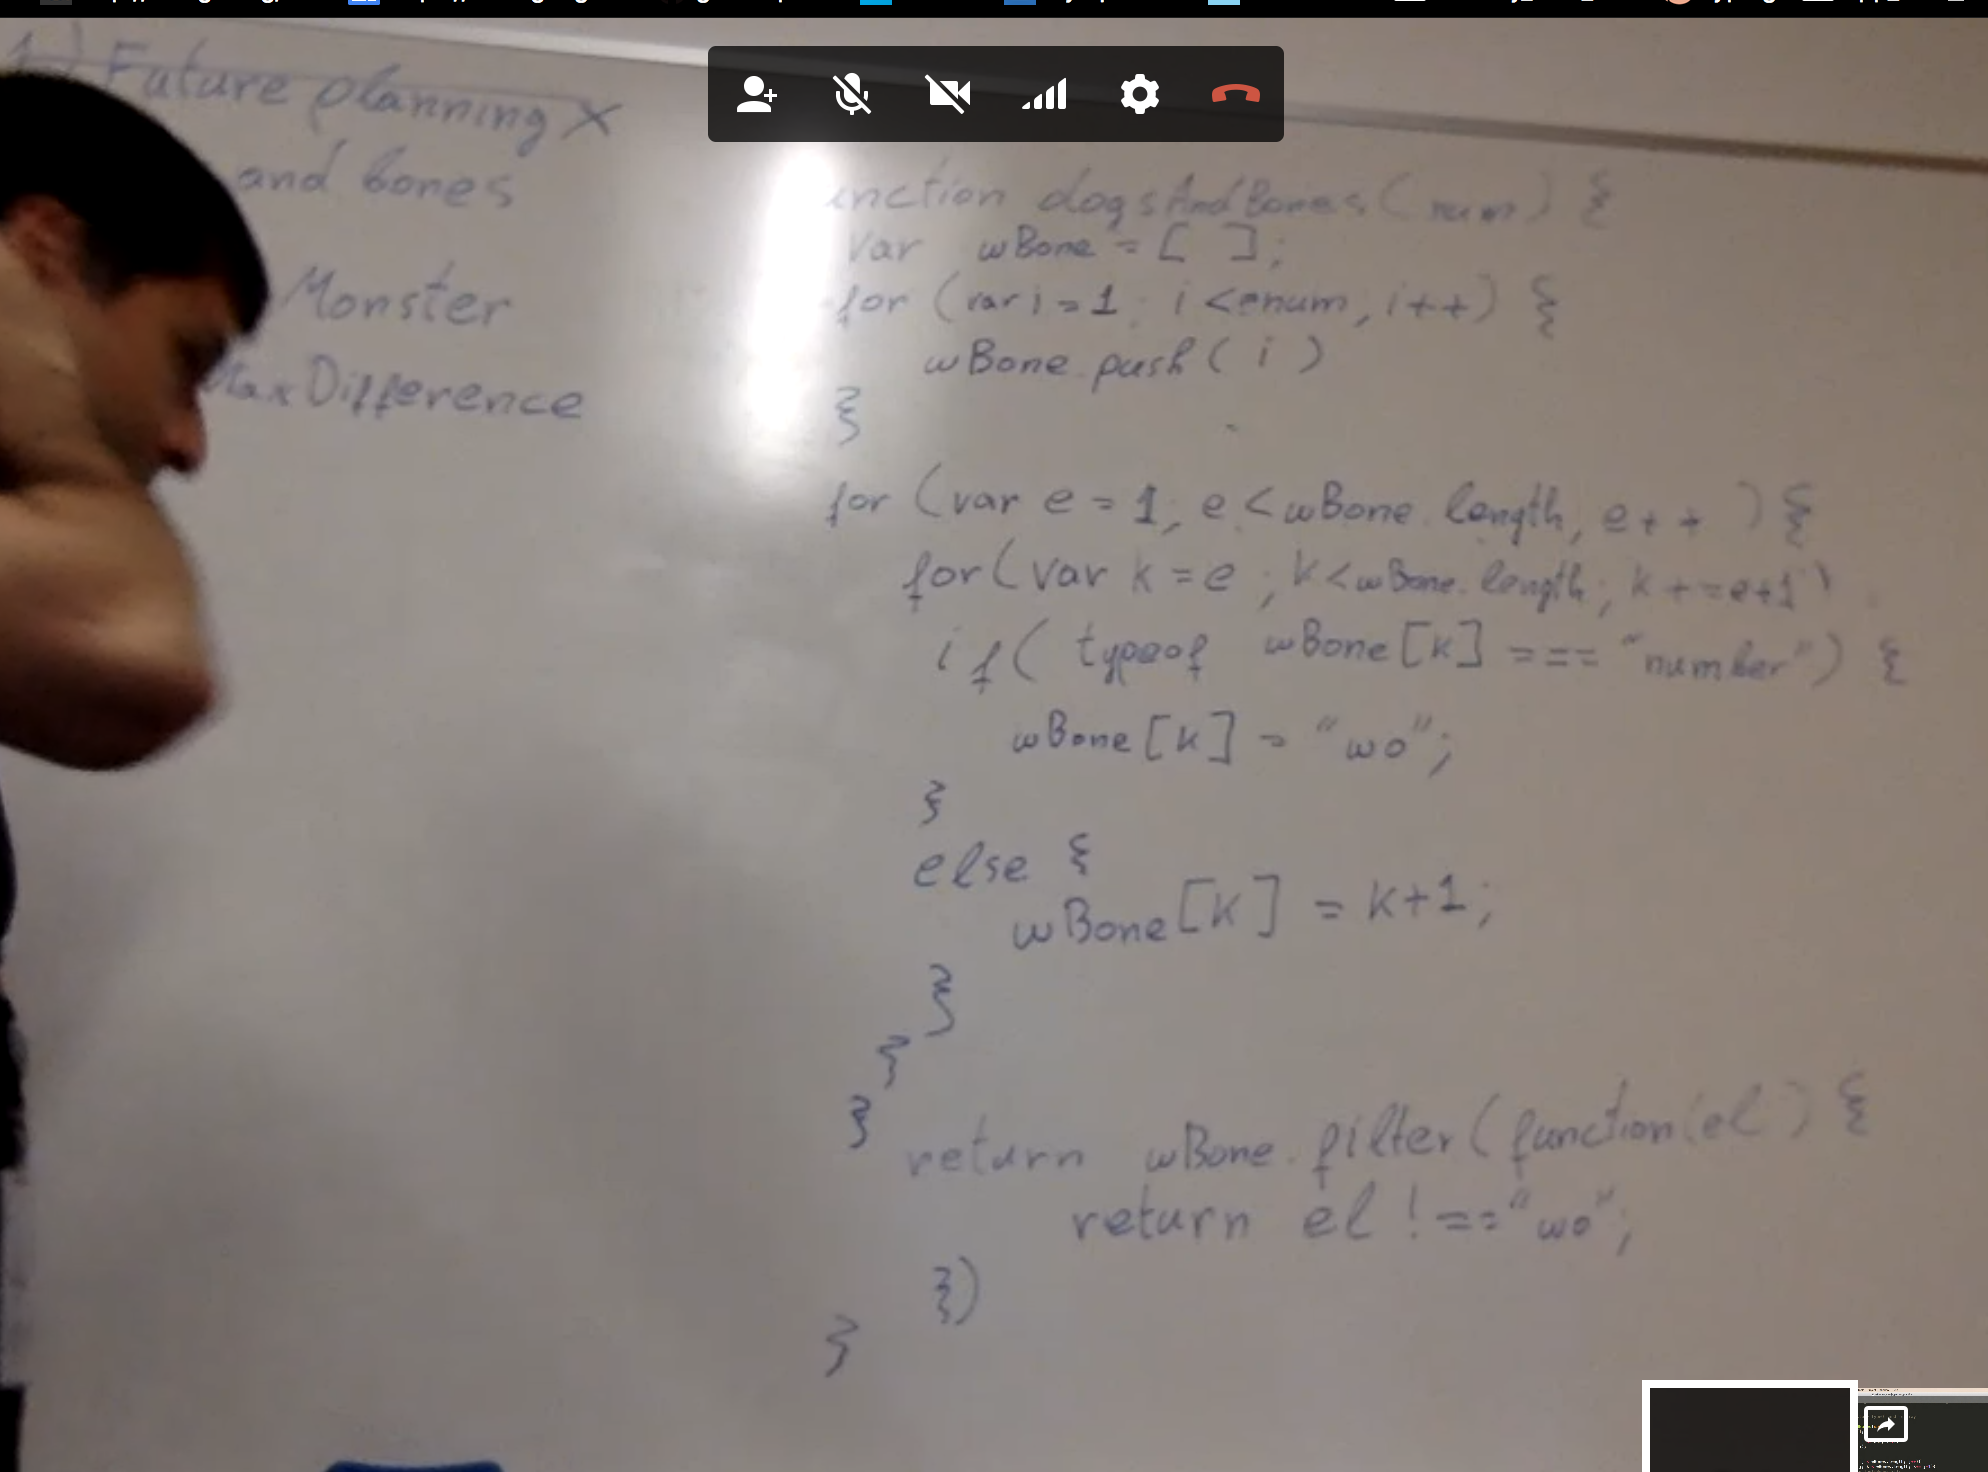 1.) Future planning X
and bones
Monster
MaxDifference
unction dogsAndBones(num) {
var wBone = [ ];
for (var i=1; i<=num, i++) {
wBone.push( i )
}
for (var e = 1, e < wBone.length, e++ ) {
for(var k = e ; k < wBone.length; k+=e+1)
if( typeof wBone[k] === "number") {
wBone[k] = "wo";
}
else {
wBone[k] = k+1;
}
}
}
return wBone.filter(function(el) {
return el !=="wo";
})
}